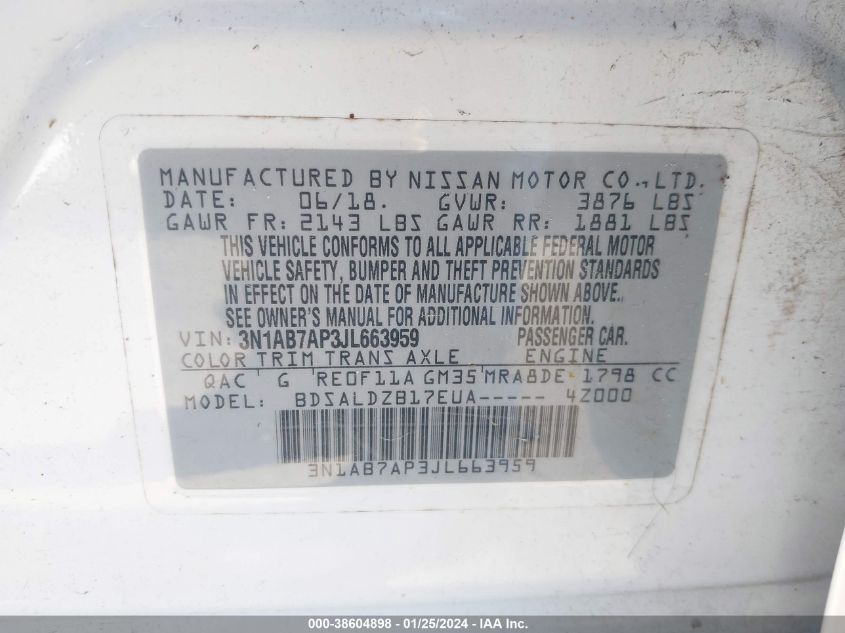 MANUFACTURED BY NISSAN MOTOR CO., LTD.
DATE: 06/18. GVWR: 3876 LBS
GAWR FR: 2143 LBS GAWR RR: 1881 LBS
THIS VEHICLE CONFORMS TO ALL APPLICABLE FEDERAL MOTOR
VEHICLE SAFETY, BUMPER AND THEFT PREVENTION STANDARDS
IN EFFECT ON THE DATE OF MANUFACTURE SHOWN ABOVE.
SEE OWNER'S MANUAL FOR ADDITIONAL INFORMATION.
VIN: 3N1AB7AP3JL663959 PASSENGER CAR.
COLOR TRIM TRANS AXLE ENGINE
QAC G RE0F11A GM35 MRA8DE 1798 CC
MODEL: BDSALDZB17EUA----- 4Z000
3N1AB7AP3JL663959
000-38604898 - 01/25/2024 - IAA Inc.